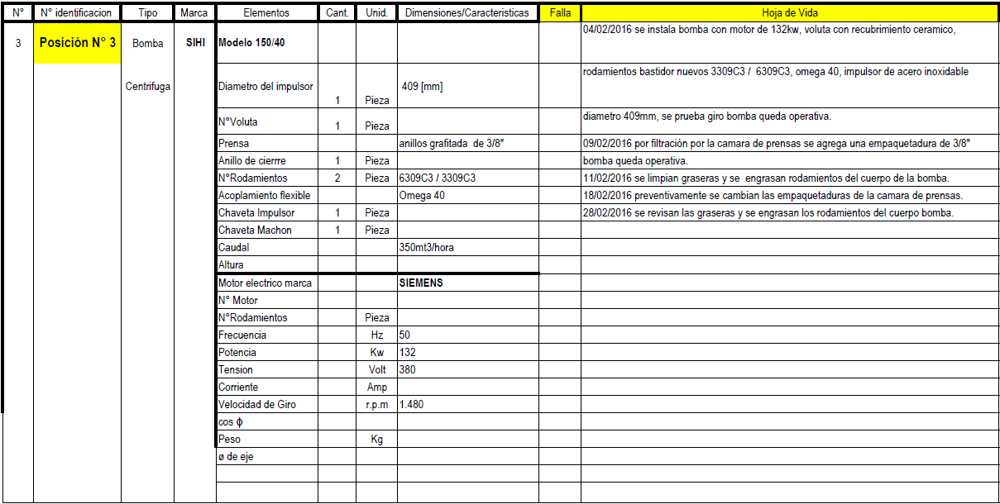 N° N° identificacion Tipo Marca Elementos Cant. Unid. Dimensiones/Caracteristicas Falla Hoja de Vida
3 Posición N° 3 Bomba SIHI Modelo 150/40 04/02/2016 se instala bomba con motor de 132kw, voluta con recubrimiento ceramico,
Centrifuga Diametro del impulsor 1 Pieza 409 [mm] rodamientos bastidor nuevos 3309C3 / 6309C3, omega 40, impulsor de acero inoxidable
N°Voluta 1 Pieza diametro 409mm, se prueba giro bomba queda operativa.
Prensa anillos grafitada de 3/8" 09/02/2016 por filtración por la camara de prensas se agrega una empaquetadura de 3/8"
Anillo de cierrre 1 Pieza bomba queda operativa.
N°Rodamientos 2 Pieza 6309C3 / 3309C3 11/02/2016 se limpian graseras y se engrasan rodamientos del cuerpo de la bomba.
Acoplamiento flexible Omega 40 18/02/2016 preventivamente se cambian las empaquetaduras de la camara de prensas.
Chaveta Impulsor 1 Pieza 28/02/2016 se revisan las graseras y se engrasan los rodamientos del cuerpo bomba.
Chaveta Machon 1 Pieza
Caudal 350mt3/hora
Altura
Motor electrico marca SIEMENS
N° Motor
N°Rodamientos Pieza
Frecuencia Hz 50
Potencia Kw 132
Tension Volt 380
Corriente Amp
Velocidad de Giro r.p.m 1.480
cos ϕ
Peso Kg
ø de eje